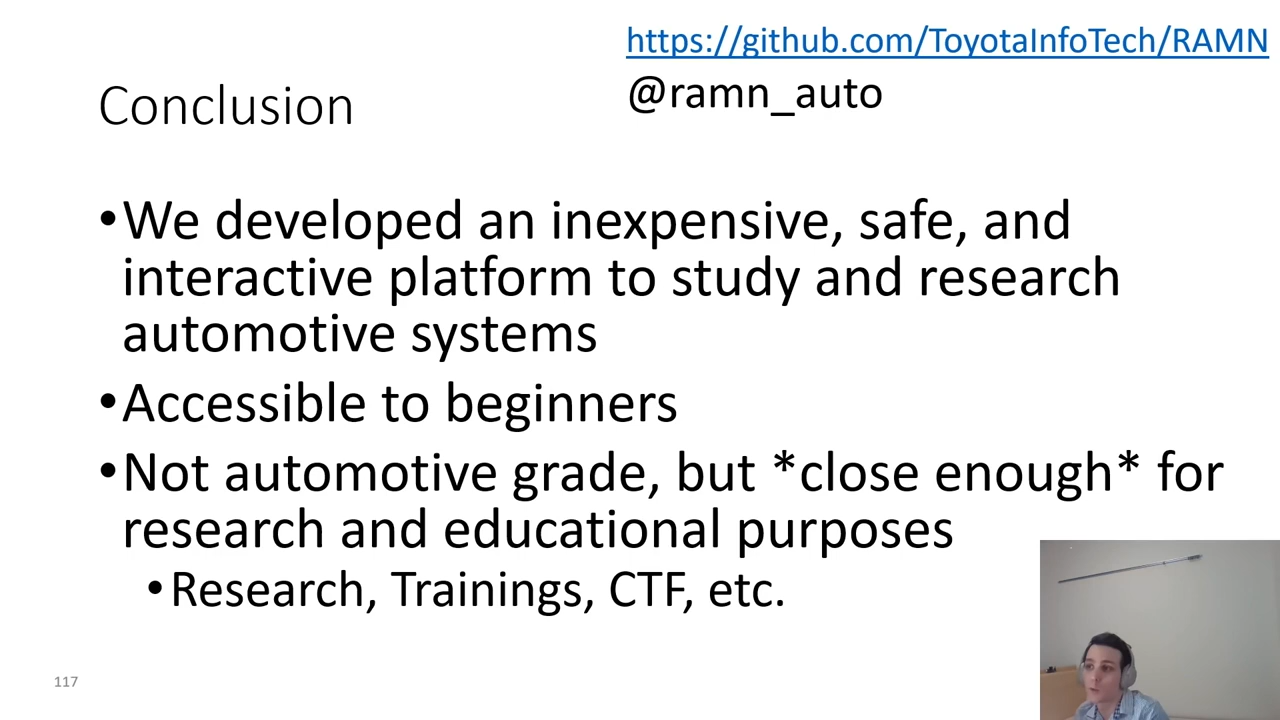 https://github.com/ToyotaInfoTech/RAMN
@ramn_auto
Conclusion
•We developed an inexpensive, safe, and
interactive platform to study and research
automotive systems
•Accessible to beginners
•Not automotive grade, but *close enough* for
research and educational purposes
•Research, Trainings, CTF, etc.
117